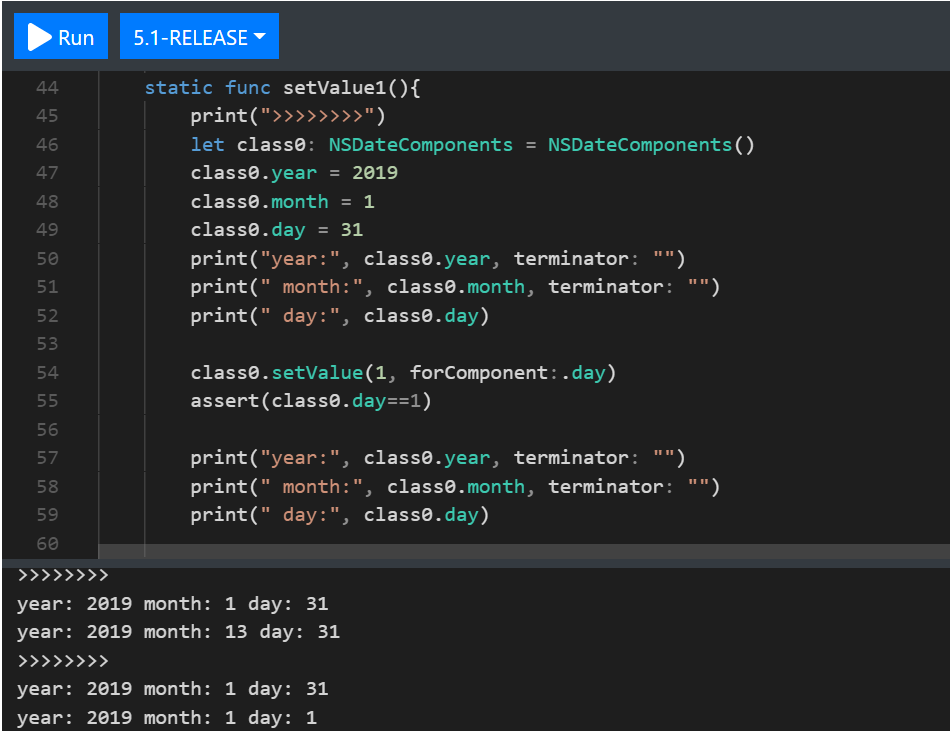 Run 5.1-RELEASE
44 static func setValue1(){
45 print(">>>>>>>>")
46 let class0: NSDateComponents = NSDateComponents()
47 class0.year = 2019
48 class0.month = 1
49 class0.day = 31
50 print("year:", class0.year, terminator: "")
51 print(" month:", class0.month, terminator: "")
52 print(" day:", class0.day)
53
54 class0.setValue(1, forComponent:.day)
55 assert(class0.day==1)
56
57 print("year:", class0.year, terminator: "")
58 print(" month:", class0.month, terminator: "")
59 print(" day:", class0.day)
60
>>>>>>>>
year: 2019 month: 1 day: 31
year: 2019 month: 13 day: 31
>>>>>>>>
year: 2019 month: 1 day: 31
year: 2019 month: 1 day: 1